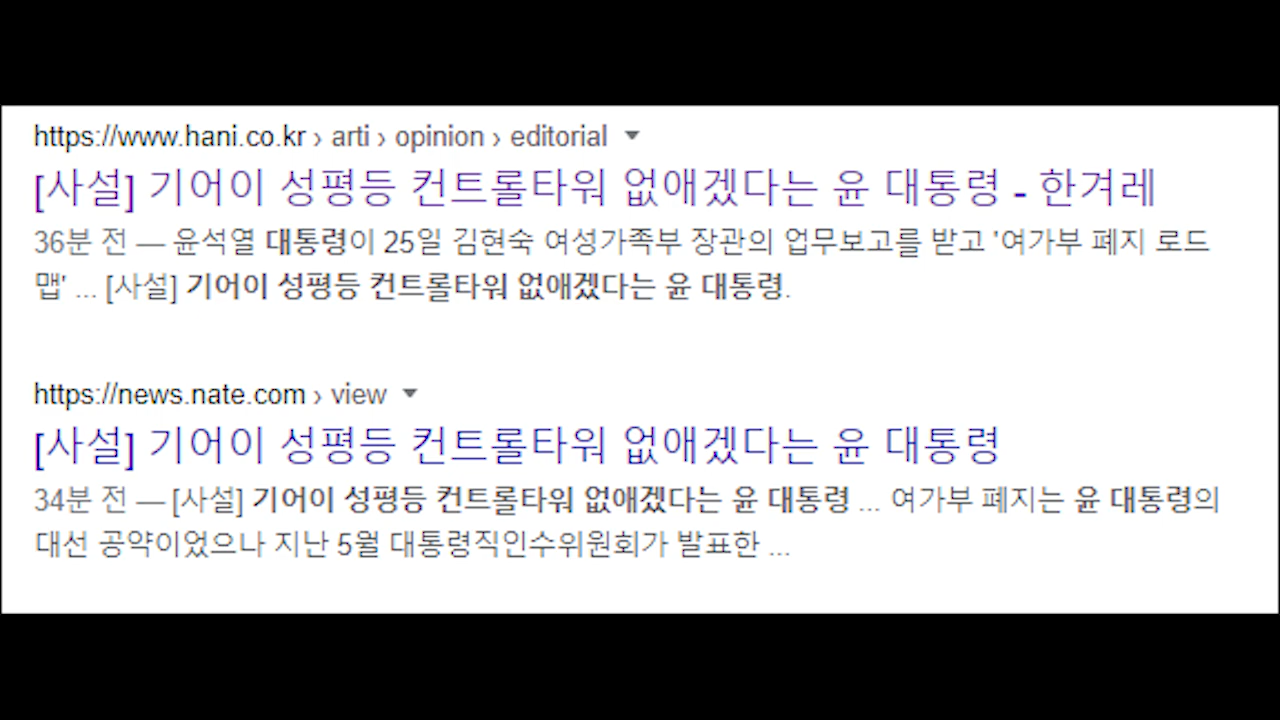 https://www.hani.co.kr › arti › opinion › editorial
[사설] 기어이 성평등 컨트롤타워 없애겠다는 윤 대통령 - 한겨레
36분 전 — 윤석열 대통령이 25일 김현숙 여성가족부 장관의 업무보고를 받고 '여가부 폐지 로드
맵' ... [사설] 기어이 성평등 컨트롤타워 없애겠다는 윤 대통령.
https://news.nate.com › view
[사설] 기어이 성평등 컨트롤타워 없애겠다는 윤 대통령
34분 전 — [사설] 기어이 성평등 컨트롤타워 없애겠다는 윤 대통령 ... 여가부 폐지는 윤 대통령의
대선 공약이었으나 지난 5월 대통령직인수위원회가 발표한 ...